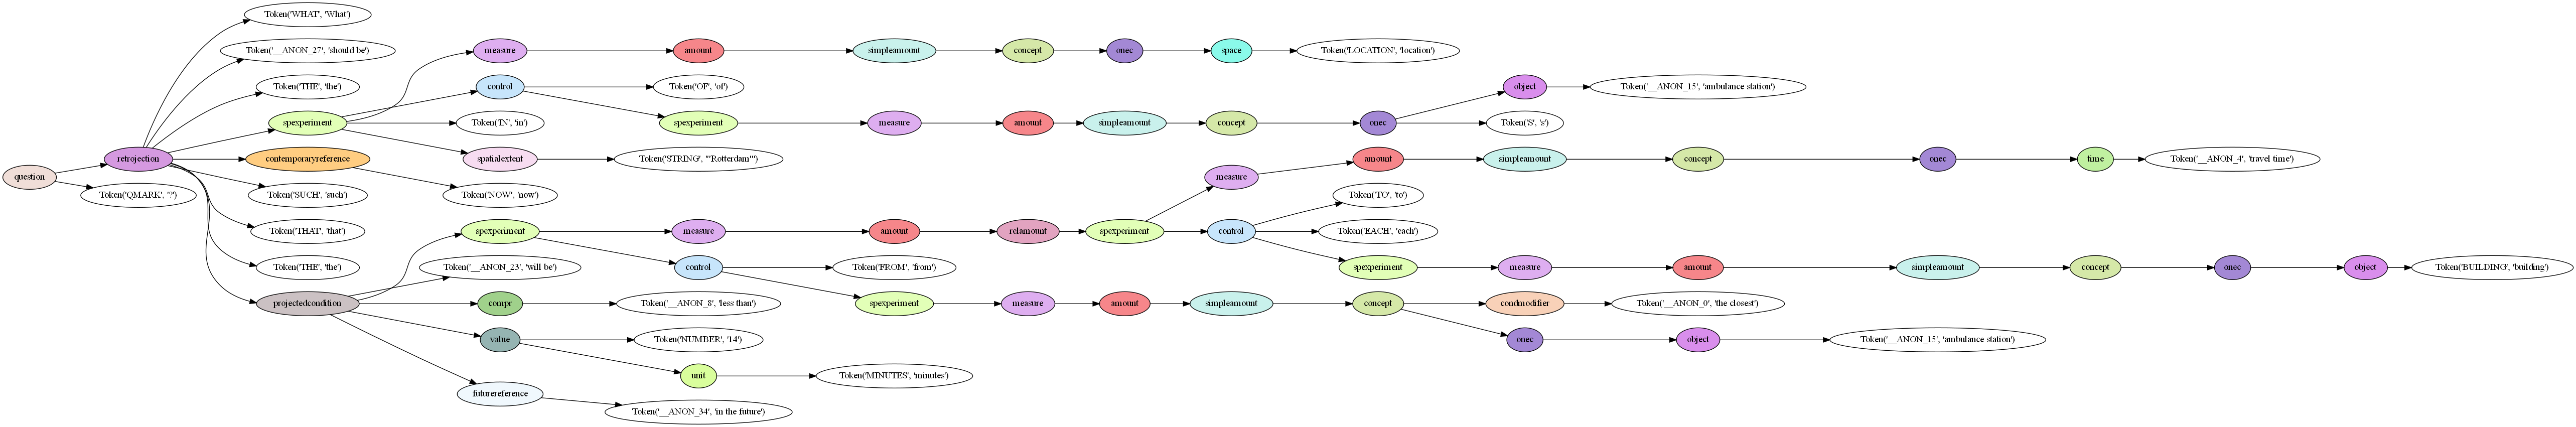 Token('WHAT', 'What')
measure amount simpleamount concept onec space Token('LOCATION', 'location')
Token('__ANON_27', 'should be')
Token('THE', 'the') control Token('OF', 'of') object Token('__ANON_15', 'ambulance station')
spexperiment Token('IN', 'in') spexperiment measure amount simpleamount concept onec Token('S', 's')
retrojection contemporaryreference spatialextent Token('STRING', '"Rotterdam"') amount simpleamount concept onec time Token('__ANON_4', 'travel time')
question measure
Token('QMARK', '?') Token('SUCH', 'such') Token('NOW', 'now') Token('TO', 'to')
Token('THAT', 'that') spexperiment measure amount relamount spexperiment control Token('EACH', 'each')
Token('THE', 'the') Token('__ANON_23', 'will be') control Token('FROM', 'from') spexperiment measure amount simpleamount concept onec object Token('BUILDING', 'building')
projectedcondition compr Token('__ANON_8', 'less than') spexperiment measure amount simpleamount concept condmodifier Token('__ANON_0', 'the closest')
value Token('NUMBER', '14') onec object Token('__ANON_15', 'ambulance station')
unit Token('MINUTES', 'minutes')
futurereference
Token('__ANON_34', 'in the future')